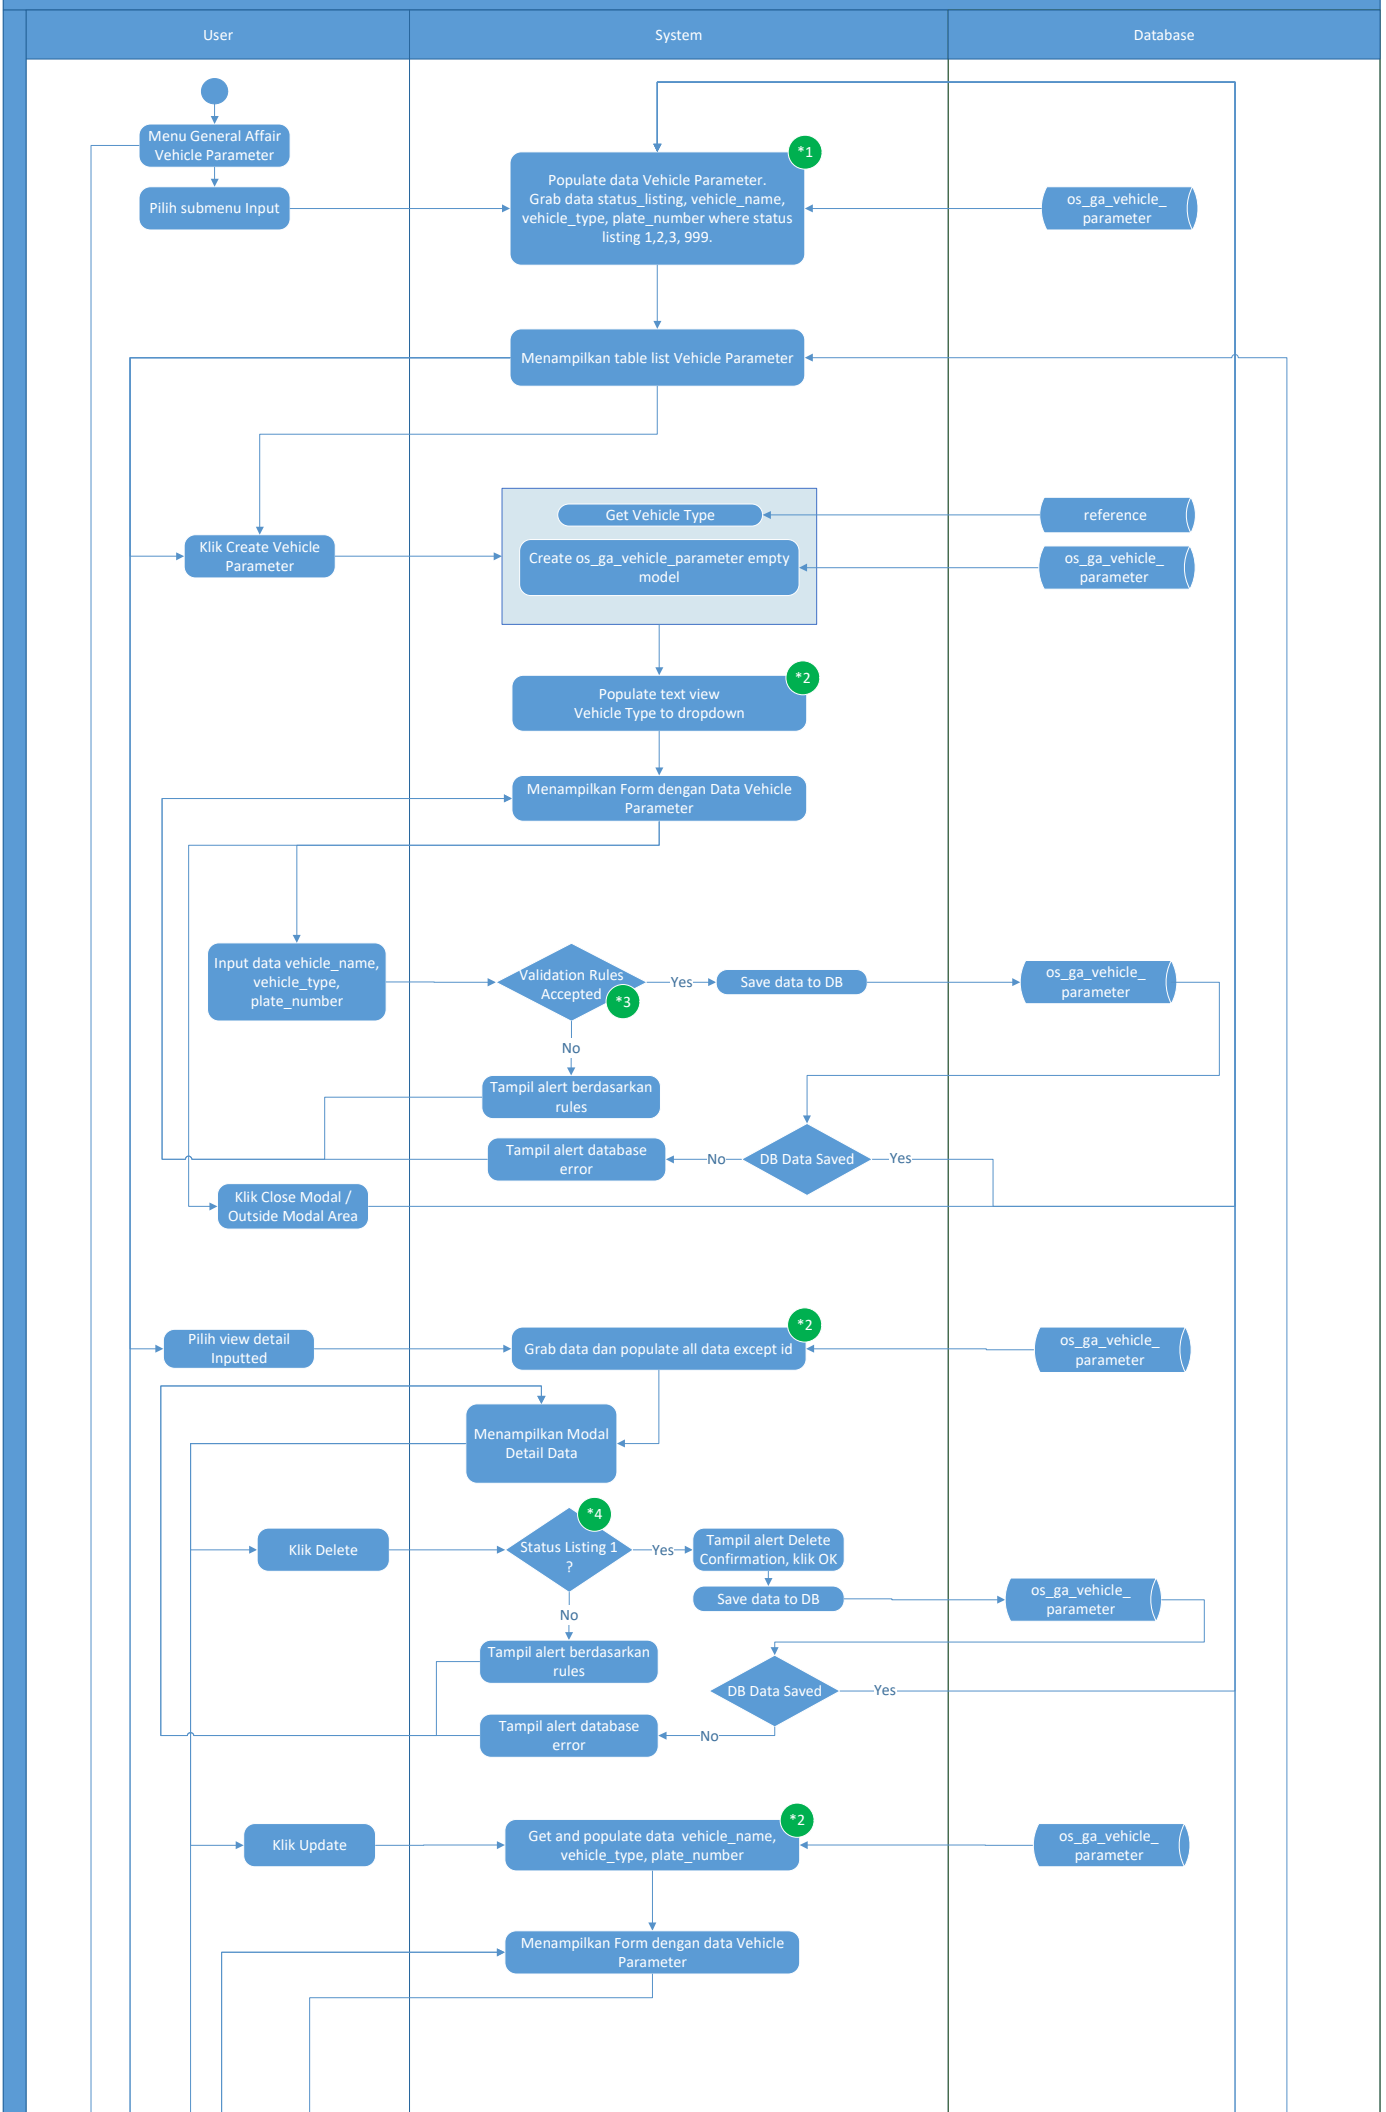 User
System
Database
Menu General Affair
Vehicle Parameter
Pilih submenu Input
*1
Populate data Vehicle Parameter.
Grab data status_listing, vehicle_name,
vehicle_type, plate_number where status
listing 1,2,3, 999.
os_ga_vehicle_
parameter
Menampilkan table list Vehicle Parameter
Klik Create Vehicle
Parameter
Get Vehicle Type
reference
Create os_ga_vehicle_parameter empty
model
os_ga_vehicle_
parameter
*2
Populate text view
Vehicle Type to dropdown
Menampilkan Form dengan Data Vehicle
Parameter
Input data vehicle_name,
vehicle_type,
plate_number
Validation Rules
Accepted
*3
Yes
Save data to DB
os_ga_vehicle_
parameter
No
Tampil alert berdasarkan
rules
Tampil alert database
error
No
DB Data Saved
Yes
Klik Close Modal /
Outside Modal Area
Pilih view detail
Inputted
*2
Grab data dan populate all data except id
os_ga_vehicle_
parameter
Menampilkan Modal
Detail Data
Klik Delete
*4
Status Listing 1
?
Yes
Tampil alert Delete
Confirmation, klik OK
Save data to DB
os_ga_vehicle_
parameter
No
Tampil alert berdasarkan
rules
DB Data Saved
Yes
Tampil alert database
error
No
Klik Update
*2
Get and populate data  vehicle_name,
vehicle_type, plate_number
os_ga_vehicle_
parameter
Menampilkan Form dengan data Vehicle
Parameter